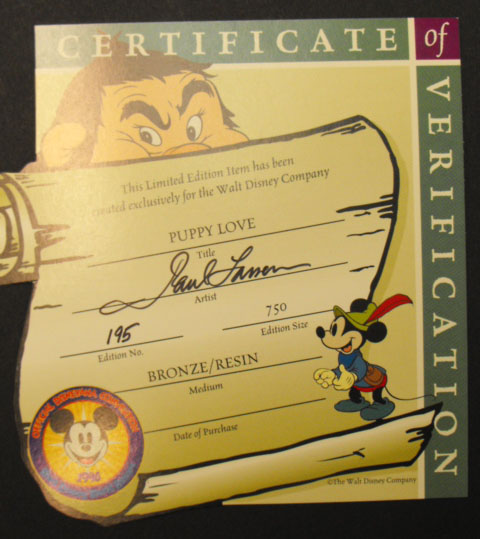 CERTIFICATE of
VERIFICATION
This Limited Edition Item has been
created exclusively for the Walt Disney Company
PUPPY LOVE
Title
Artist
195
Edition No.
750
Edition Size
BRONZE/RESIN
Medium
Date of Purchase
1996
©The Walt Disney Company